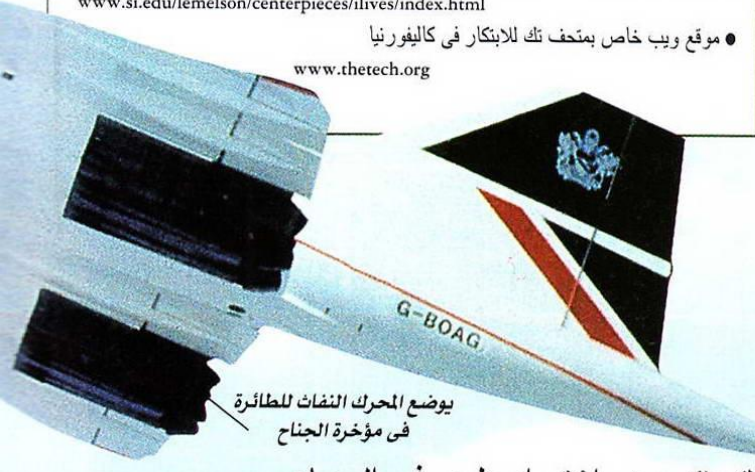 www.si.edu/lemelson/centerpieces/ilives/index.html
● موقع ويب خاص بمتحف تك للابتكار فى كاليفورنيا
www.thetech.org
G-BOAG
يوضع المحرك النفاث للطائرة
فى مؤخرة الجناح